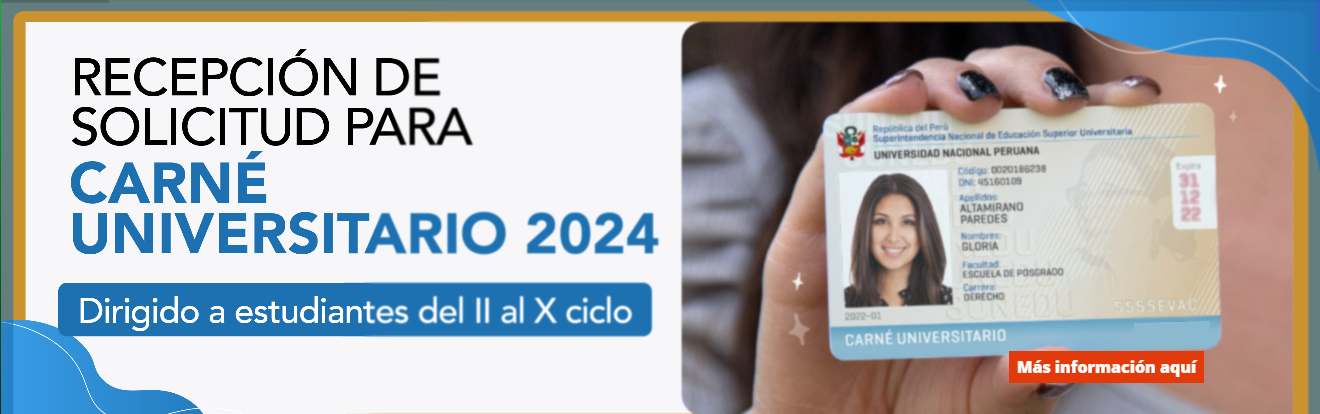 RECEPCIÓN DE
SOLICITUD PARA
CARNÉ
UNIVERSITARIO 2024
Dirigido a estudiantes del II al X ciclo
República del Perú
Superintendencia Nacional de Educación Superior Universitaria
UNIVERSIDAD NACIONAL PERUANA
Código: 0020186238
DNI: 45160109
Apellidos:
ALTAMIRANO
PAREDES
Nombres:
GLORIA
Facultad:
ESCUELA DE POSGRADO
Carrera:
DERECHO
Expira
31
12
22
2022-01
SUNEDU
CARNÉ UNIVERSITARIO
Más información aquí